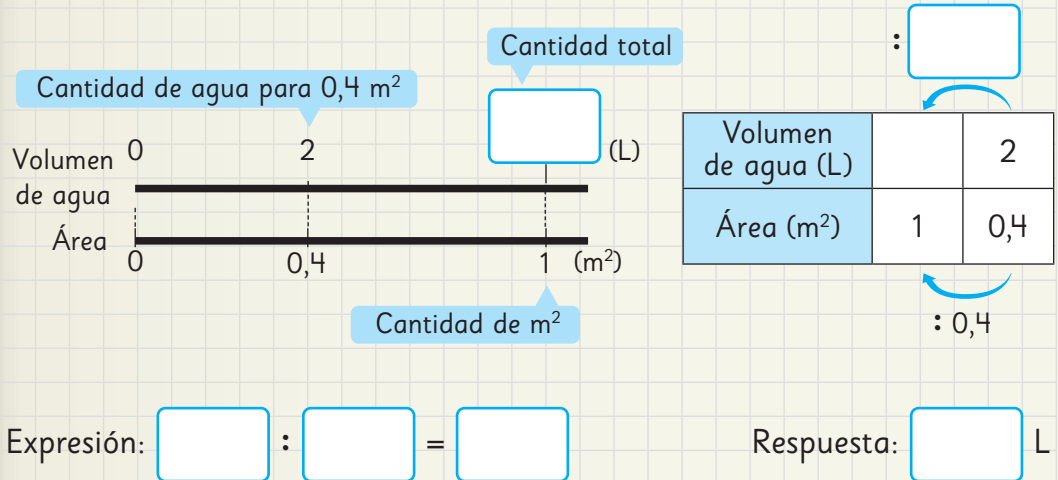 Cantidad total
:
Cantidad de agua para 0,4 m²
Volumen de agua
0 2 (L)
Área
0 0,4 1 (m²)
Cantidad de m²
Volumen de agua (L) 2
Área (m²) 1 0,4
: 0,4
Expresión: : =
Respuesta: L